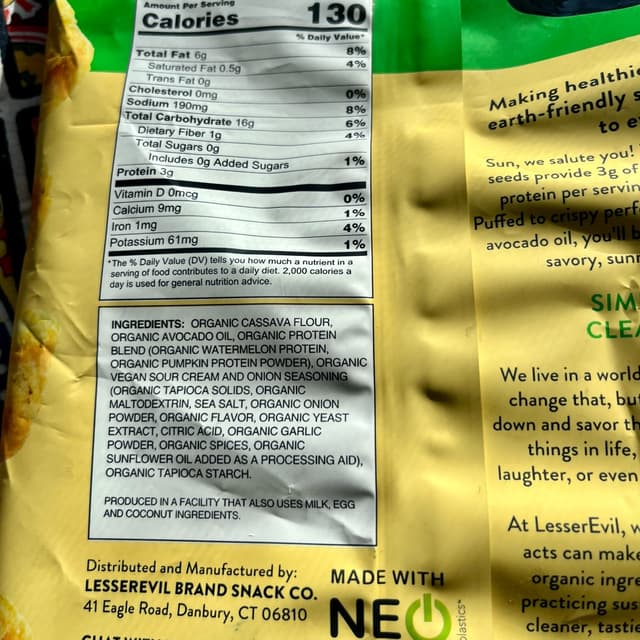 Amount Per Serving
Calories 130
% Daily Value*
Total Fat 6g 8%
Saturated Fat 0.5g 4%
Trans Fat 0g
Cholesterol 0mg 0%
Sodium 190mg 8%
Total Carbohydrate 16g 6%
Dietary Fiber 1g 4%
Total Sugars 0g
Includes 0g Added Sugars 1%
Protein 3g
Vitamin D 0mcg 0%
Calcium 9mg 1%
Iron 1mg 4%
Potassium 61mg 1%
*The % Daily Value (DV) tells you how much a nutrient in a
serving of food contributes to a daily diet. 2,000 calories a
day is used for general nutrition advice.
INGREDIENTS: ORGANIC CASSAVA FLOUR,
ORGANIC AVOCADO OIL, ORGANIC PROTEIN
BLEND (ORGANIC WATERMELON PROTEIN,
ORGANIC PUMPKIN PROTEIN POWDER), ORGANIC
VEGAN SOUR CREAM AND ONION SEASONING
(ORGANIC TAPIOCA SOLIDS, ORGANIC
MALTODEXTRIN, SEA SALT, ORGANIC ONION
POWDER, ORGANIC FLAVOR, ORGANIC YEAST
EXTRACT, CITRIC ACID, ORGANIC GARLIC
POWDER, ORGANIC SPICES, ORGANIC
SUNFLOWER OIL ADDED AS A PROCESSING AID),
ORGANIC TAPIOCA STARCH.
PRODUCED IN A FACILITY THAT ALSO USES MILK, EGG
AND COCONUT INGREDIENTS.
Distributed and Manufactured by:
LESSEREVIL BRAND SNACK CO.
41 Eagle Road, Danbury, CT 06810
MADE WITH
NEO
plastics™
Making healthie
earth-friendly s
to e
Sun, we salute you!
seeds provide 3g of
protein per servin
Puffed to crispy perf
avocado oil, you'll b
savory, sunn
SIM
CLEA
We live in a world
change that, but
down and savor th
things in life,
laughter, or even
At LesserEvil, w
acts can make
organic ingre
practicing sus
cleaner, tastie